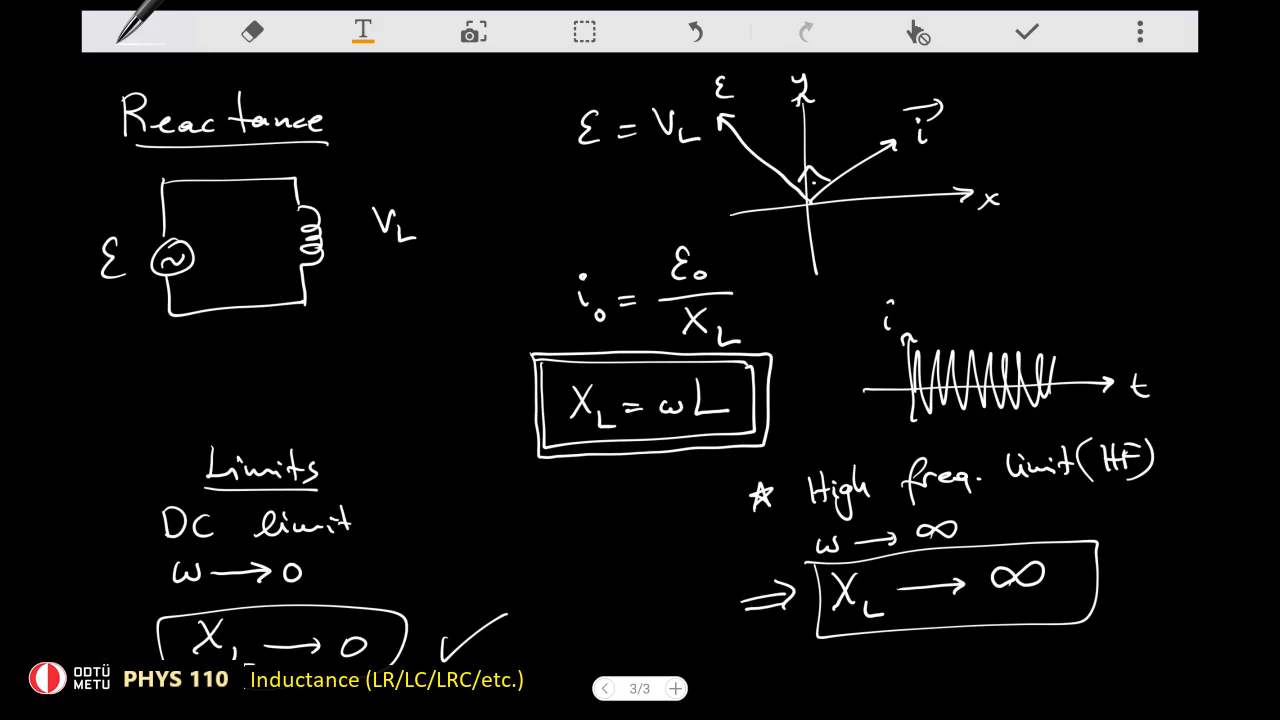 Reactance
ε
V_L
ε = V_L
ε
y
i
x
i₀ = ε₀ / X_L
X_L = ωL
i
t
Limits
DC limit
ω → 0
X_L → 0 ✓
* High freq. limit (HF)
ω → ∞
⇒ X_L → ∞
ODTÜ
METU
PHYS 110
Inductance (LR/LC/LRC/etc.)
3/3
T